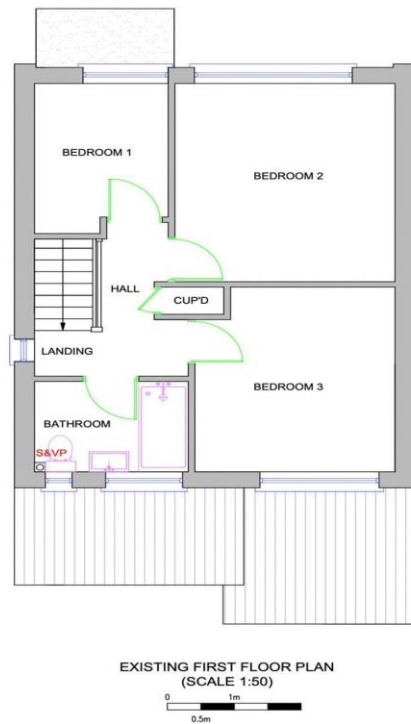 BEDROOM 1
BEDROOM 2
HALL
CUP'D
LANDING
BEDROOM 3
BATHROOM
S&VP
EXISTING FIRST FLOOR PLAN
(SCALE 1:50)
0 1m
0.5m